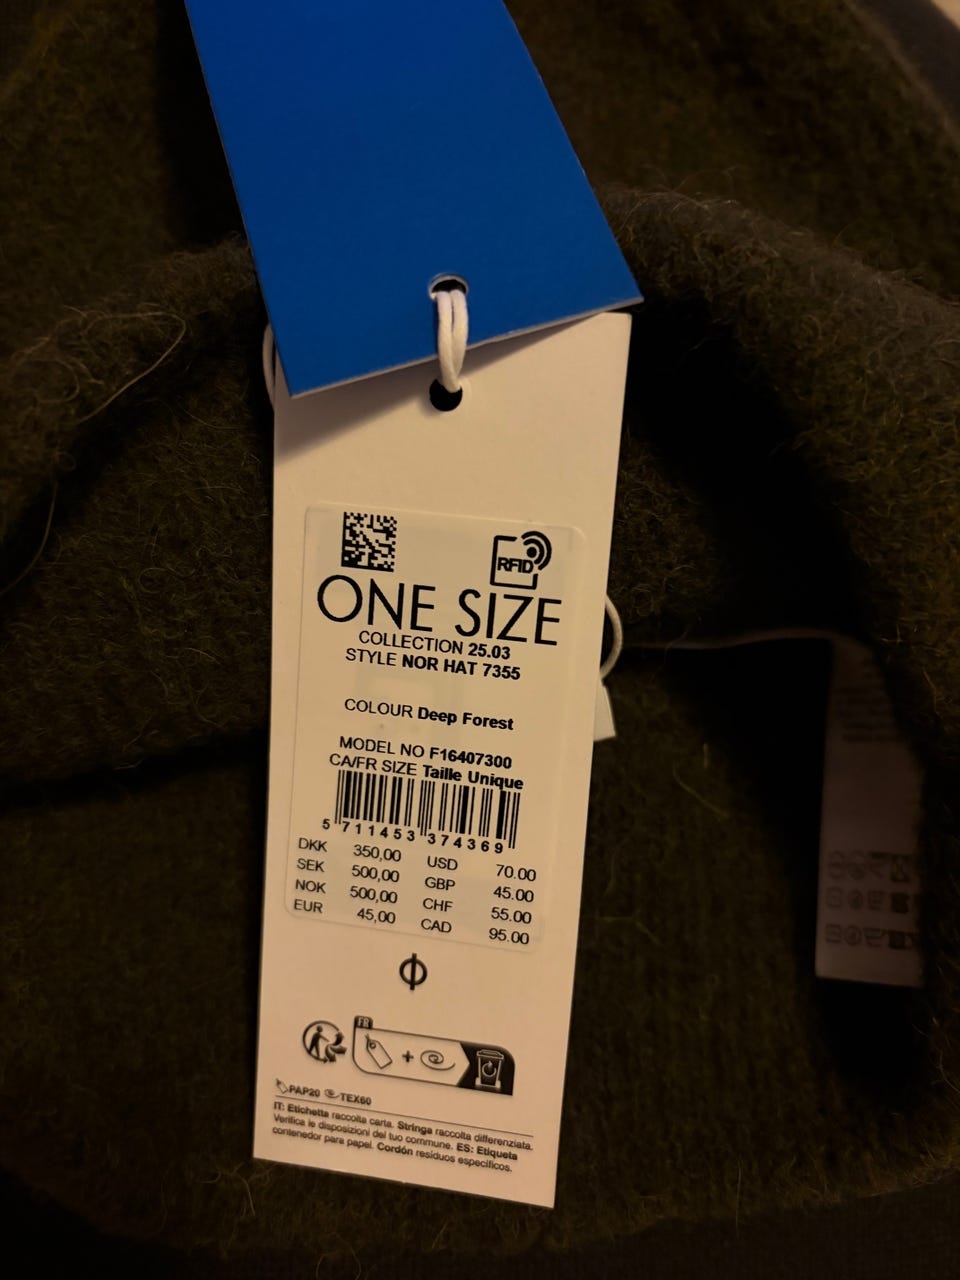 RFID
ONE SIZE
COLLECTION 25.03
STYLE NOR HAT 7355
COLOUR Deep Forest
MODEL NO F16407300
CA/FR SIZE Taille Unique
5 711453 374369
DKK 350,00 USD 70.00
SEK 500,00 GBP 45.00
NOK 500,00 CHF 55.00
EUR 45,00 CAD 95.00
FR
PAP20 TEX60
IT: Etichetta raccolta carta. Stringa raccolta differenziata.
Verifica le disposizioni del tuo commune. ES: Etiqueta
contenedor para papel. Cordón residuos específicos.